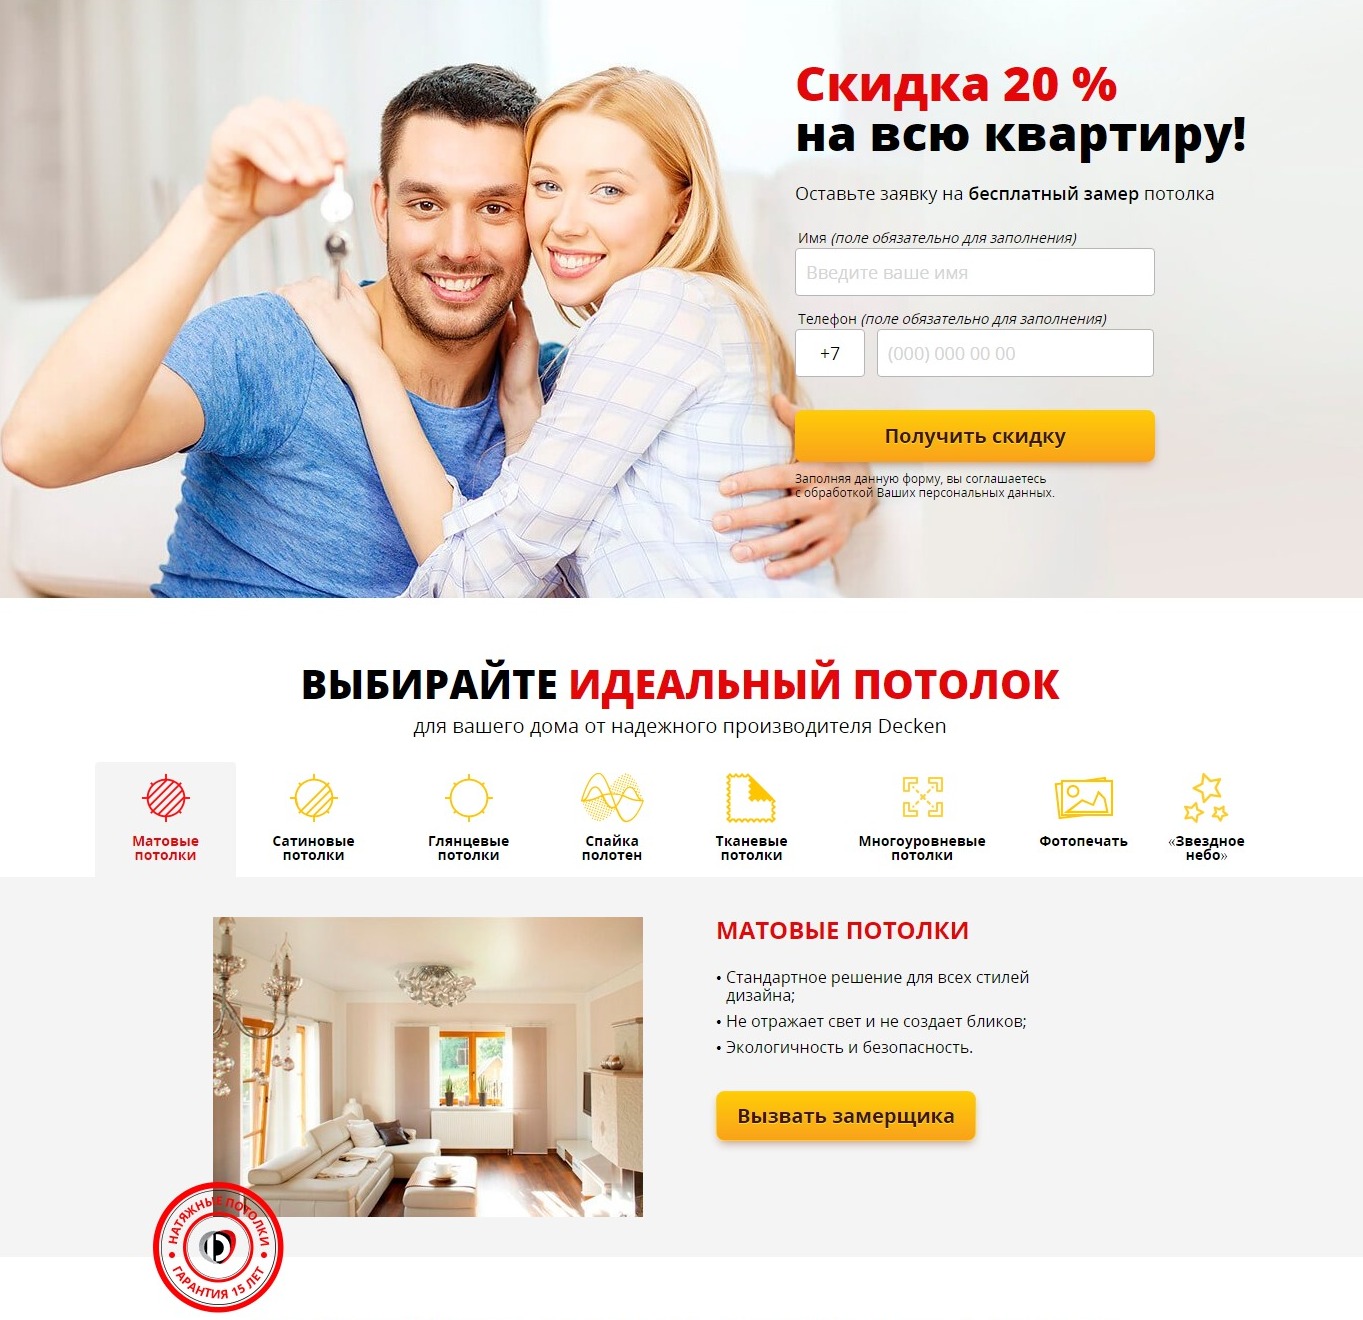 Скидка 20 %
на всю квартиру!
Оставьте заявку на бесплатный замер потолка
Имя (поле обязательно для заполнения)
Введите ваше имя
Телефон (поле обязательно для заполнения)
+7 (000) 000 00 00
Получить скидку
Заполняя данную форму, вы соглашаетесь
с обработкой Ваших персональных данных.
ВЫБИРАЙТЕ ИДЕАЛЬНЫЙ ПОТОЛОК
для вашего дома от надежного производителя Decken
Матовые
потолки
Сатиновые
потолки
Глянцевые
потолки
Спайка
полотен
Тканевые
потолки
Многоуровневые
потолки
Фотопечать
«Звездное
небо»
МАТОВЫЕ ПОТОЛКИ
• Стандартное решение для всех стилей
дизайна;
• Не отражает свет и не создает бликов;
• Экологичность и безопасность.
Вызвать замерщика
НАТЯЖНЫЕ ПОТОЛКИ
• ГАРАНТИЯ 15 ЛЕТ •